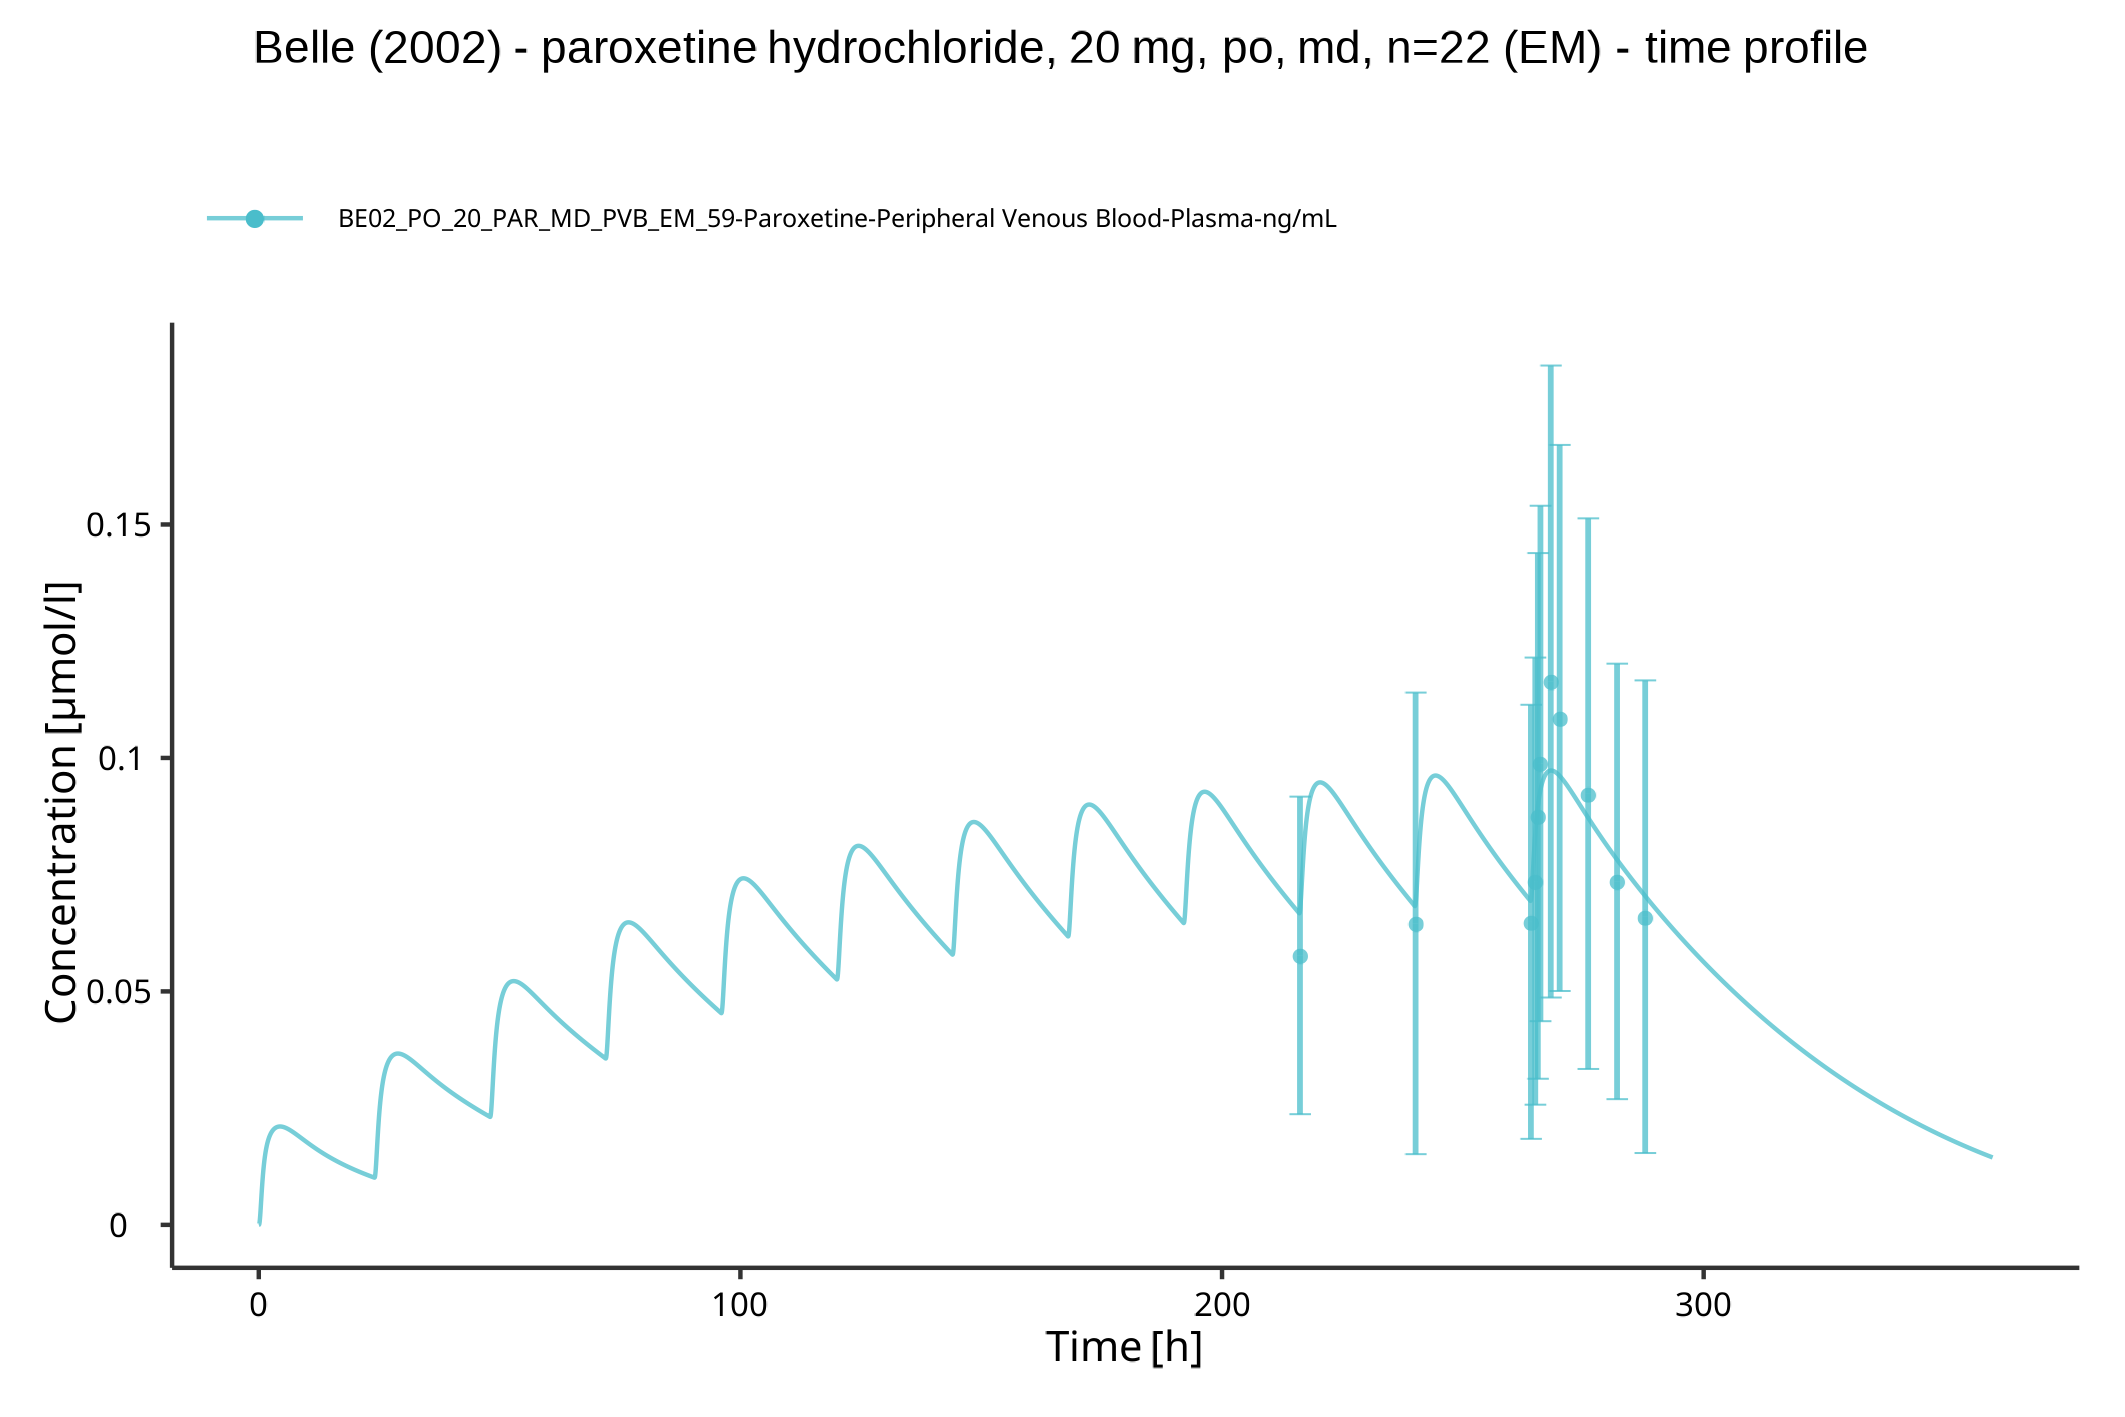 Belle (2002) - paroxetine hydrochloride, 20 mg, po, md, n=22 (EM) - time profile
BE02_PO_20_PAR_MD_PVB_EM_59-Paroxetine-Peripheral Venous Blood-Plasma-ng/mL
Concentration [µmol/l]
0.15
0.1
0.05
0
0 100 200 300
Time [h]